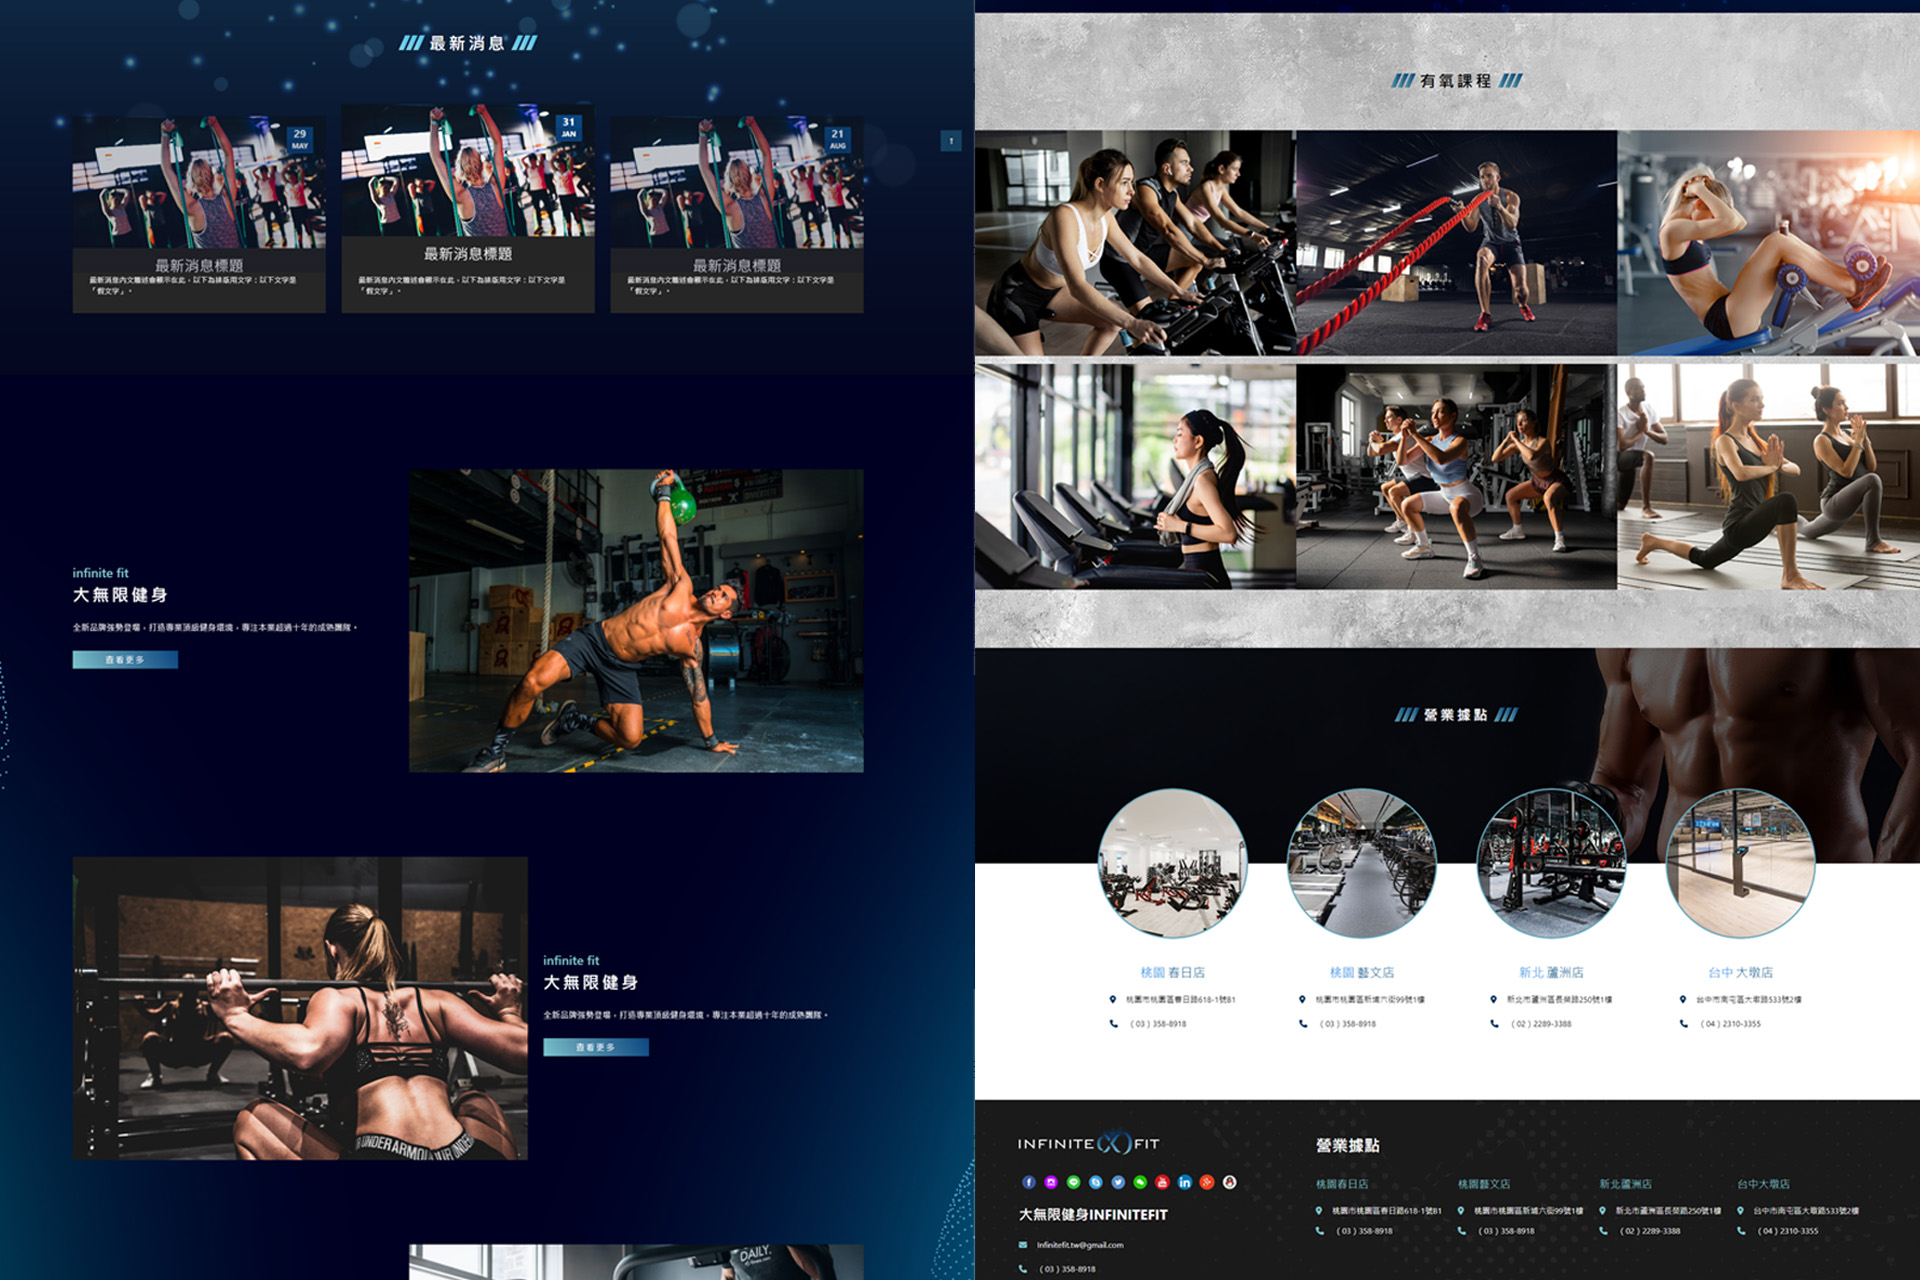 最新消息
29
MAY
31
JAN
21
AUG
最新消息標題
最新消息標題
最新消息標題
最新消息內文簡述會顯示在此，以下為排版用文字：以下文字是
「假文字」。
最新消息內文簡述會顯示在此，以下為排版用文字：以下文字是
「假文字」。
最新消息內文簡述會顯示在此，以下為排版用文字：以下文字是
「假文字」。
infinite fit
大無限健身
全新品牌強勢登場，打造專業頂級健身環境，專注本業超過十年的成熟團隊。
查看更多
infinite fit
大無限健身
全新品牌強勢登場，打造專業頂級健身環境，專注本業超過十年的成熟團隊。
查看更多
UNDER ARMOUR
DAILY.
有氧課程
營業據點
桃園 春日店
桃園市桃園區春日路618-1號B1
( 03 ) 358-8918
桃園 藝文店
桃園市桃園區新埔六街99號1樓
( 03 ) 358-8918
新北 蘆洲店
新北市蘆洲區長榮路250號1樓
( 02 ) 2289-3388
台中 大墩店
台中市南屯區大墩路533號2樓
( 04 ) 2310-3355
INFINITE FIT
大無限健身INFINITEFIT
Infinitefit.tw@gmail.com
( 03 ) 358-8918
營業據點
桃園春日店
桃園市桃園區春日路618-1號B1
( 03 ) 358-8918
桃園藝文店
桃園市桃園區新埔六街99號1樓
( 03 ) 358-8918
新北蘆洲店
新北市蘆洲區長榮路250號1樓
( 02 ) 2289-3388
台中大墩店
台中市南屯區大墩路533號2樓
( 04 ) 2310-3355